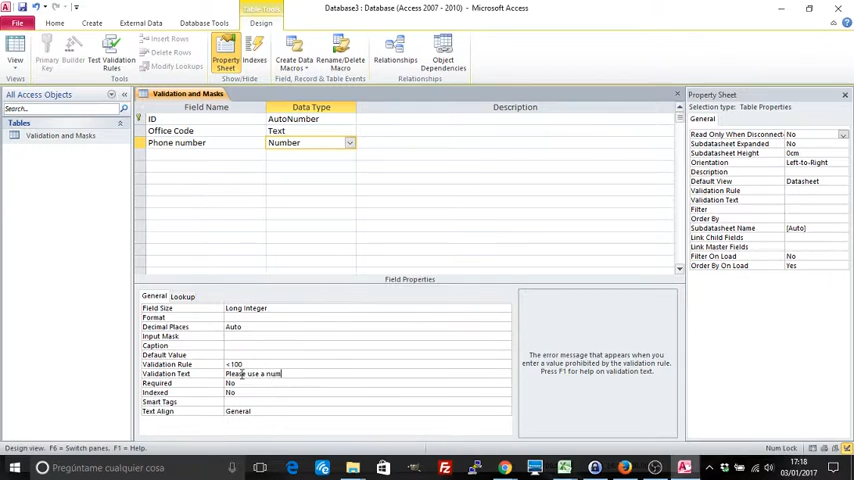 Table Tools
Database3 : Database (Access 2007 - 2010) - Microsoft Access
File Home Create External Data Database Tools Design
View
Primary Key
Builder
Test Validation Rules
Insert Rows
Delete Rows
Modify Lookups
Property Sheet
Indexes
Create Data Macros
Rename/Delete Macro
Relationships
Object Dependencies
Views Tools Show/Hide Field, Record & Table Events Relationships
All Access Objects
Search...
Tables
Validation and Masks
Validation and Masks
Field Name Data Type Description
ID AutoNumber
Office Code Text
Phone number Number
Field Properties
General Lookup
Field Size Long Integer
Format
Decimal Places Auto
Input Mask
Caption
Default Value
Validation Rule <100
Validation Text Please use a num
Required No
Indexed No
Smart Tags
Text Align General
The error message that appears when you
enter a value prohibited by the validation rule.
Press F1 for help on validation text.
Property Sheet
Selection type: Table Properties
General
Read Only When Disconnect No
Subdatasheet Expanded No
Subdatasheet Height 0cm
Orientation Left-to-Right
Description
Default View Datasheet
Validation Rule
Validation Text
Filter
Order By
Subdatasheet Name [Auto]
Link Child Fields
Link Master Fields
Filter On Load No
Order By On Load Yes
Design view. F6 = Switch panes. F1 = Help.
Num Lock
Pregúntame cualquier cosa
17:18
03/01/2017